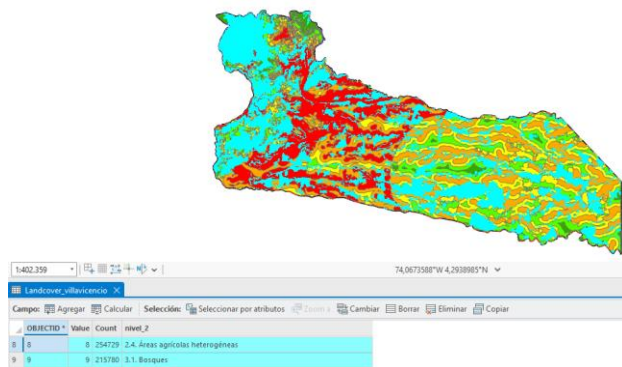 1:402.359 74,0673588°W 4,2938985°N
Landcover_villavicencio
Campo: Agregar Calcular Selección: Seleccionar por atributos Zoom a Cambiar Borrar Eliminar Copiar
OBJECTID * Value Count nivel_2
8 8 8 254729 2.4. Áreas agrícolas heterogéneas
9 9 9 215780 3.1. Bosques